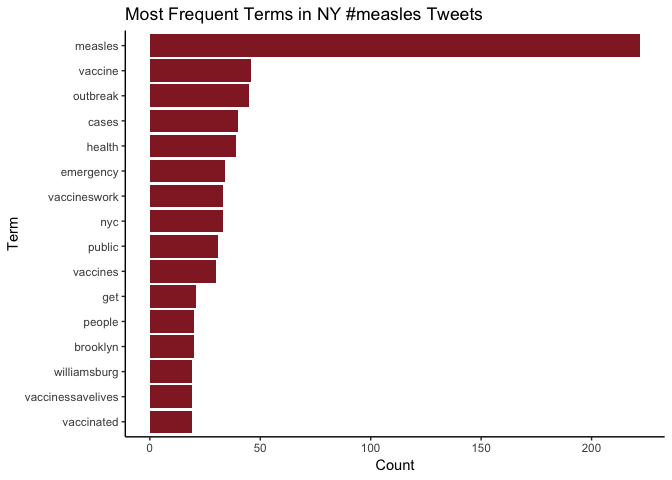 Most Frequent Terms in NY #measles Tweets
Term
measles
vaccine
outbreak
cases
health
emergency
vaccineswork
nyc
public
vaccines
get
people
brooklyn
williamsburg
vaccinessavelives
vaccinated
0 50 100 150 200
Count